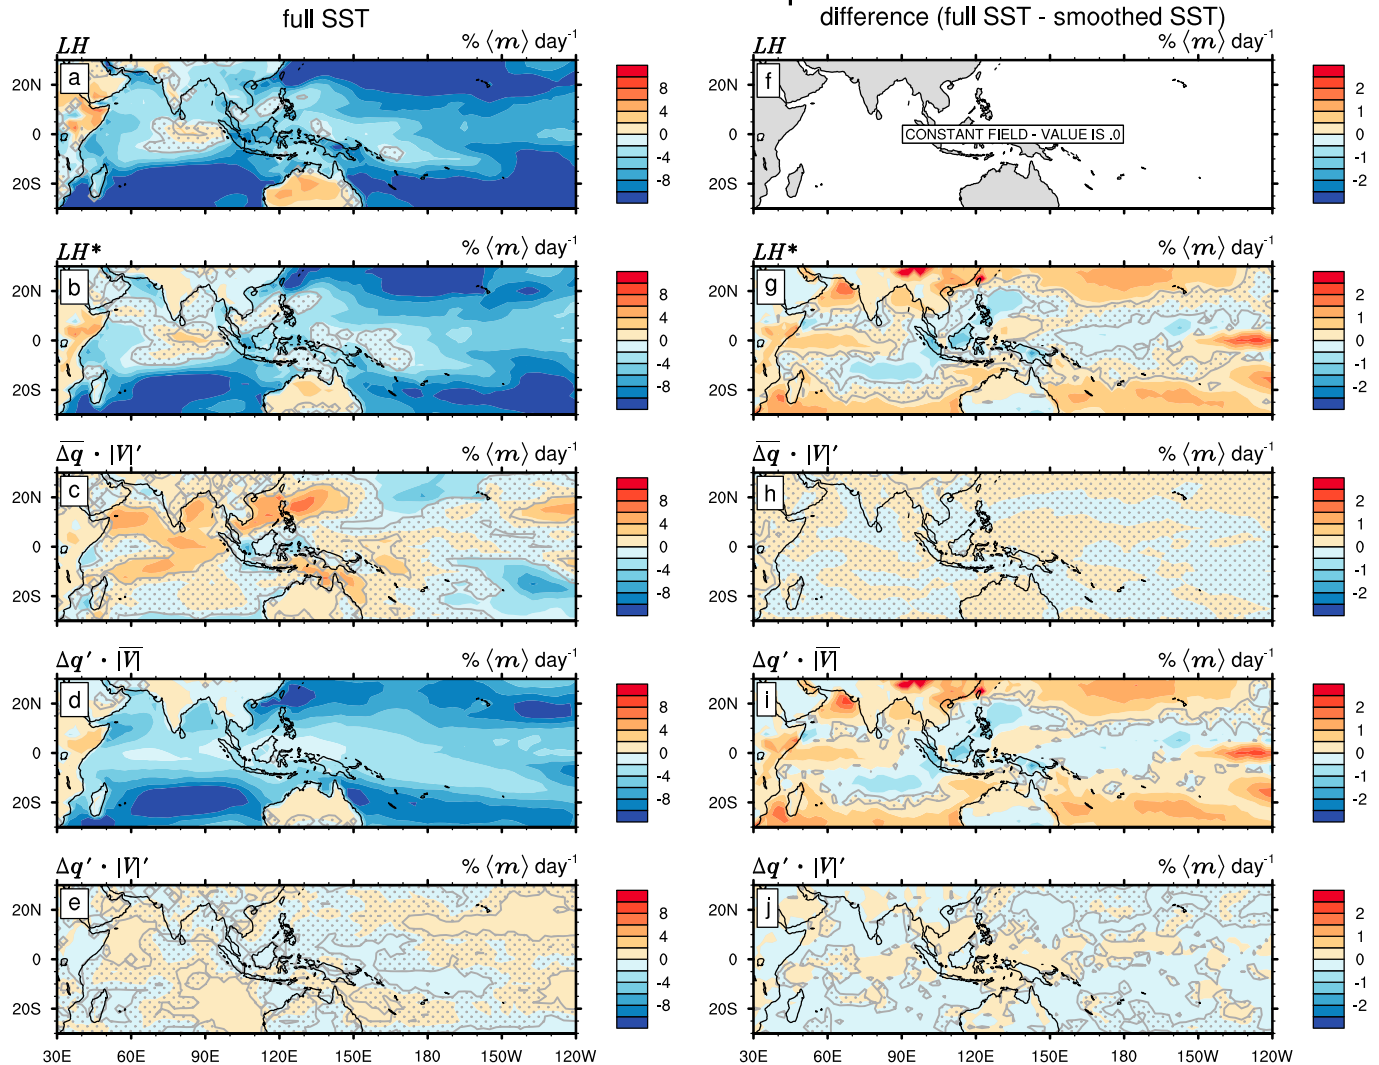 full SST
difference (full SST - smoothed SST)
LH % ⟨m⟩ day⁻¹
a
20N
0
20S
8
4
0
-4
-8
LH % ⟨m⟩ day⁻¹
f
CONSTANT FIELD - VALUE IS .0
20N
0
20S
2
1
0
-1
-2
LH* % ⟨m⟩ day⁻¹
b
20N
0
20S
8
4
0
-4
-8
LH* % ⟨m⟩ day⁻¹
g
20N
0
20S
2
1
0
-1
-2
Δ̅q̅ · |V|′ % ⟨m⟩ day⁻¹
c
20N
0
20S
8
4
0
-4
-8
Δ̅q̅ · |V|′ % ⟨m⟩ day⁻¹
h
20N
0
20S
2
1
0
-1
-2
Δq′ · |V̅| % ⟨m⟩ day⁻¹
d
20N
0
20S
8
4
0
-4
-8
Δq′ · |V̅| % ⟨m⟩ day⁻¹
i
20N
0
20S
2
1
0
-1
-2
Δq′ · |V|′ % ⟨m⟩ day⁻¹
e
20N
0
20S
8
4
0
-4
-8
30E 60E 90E 120E 150E 180 150W 120W
Δq′ · |V|′ % ⟨m⟩ day⁻¹
j
20N
0
20S
2
1
0
-1
-2
30E 60E 90E 120E 150E 180 150W 120W